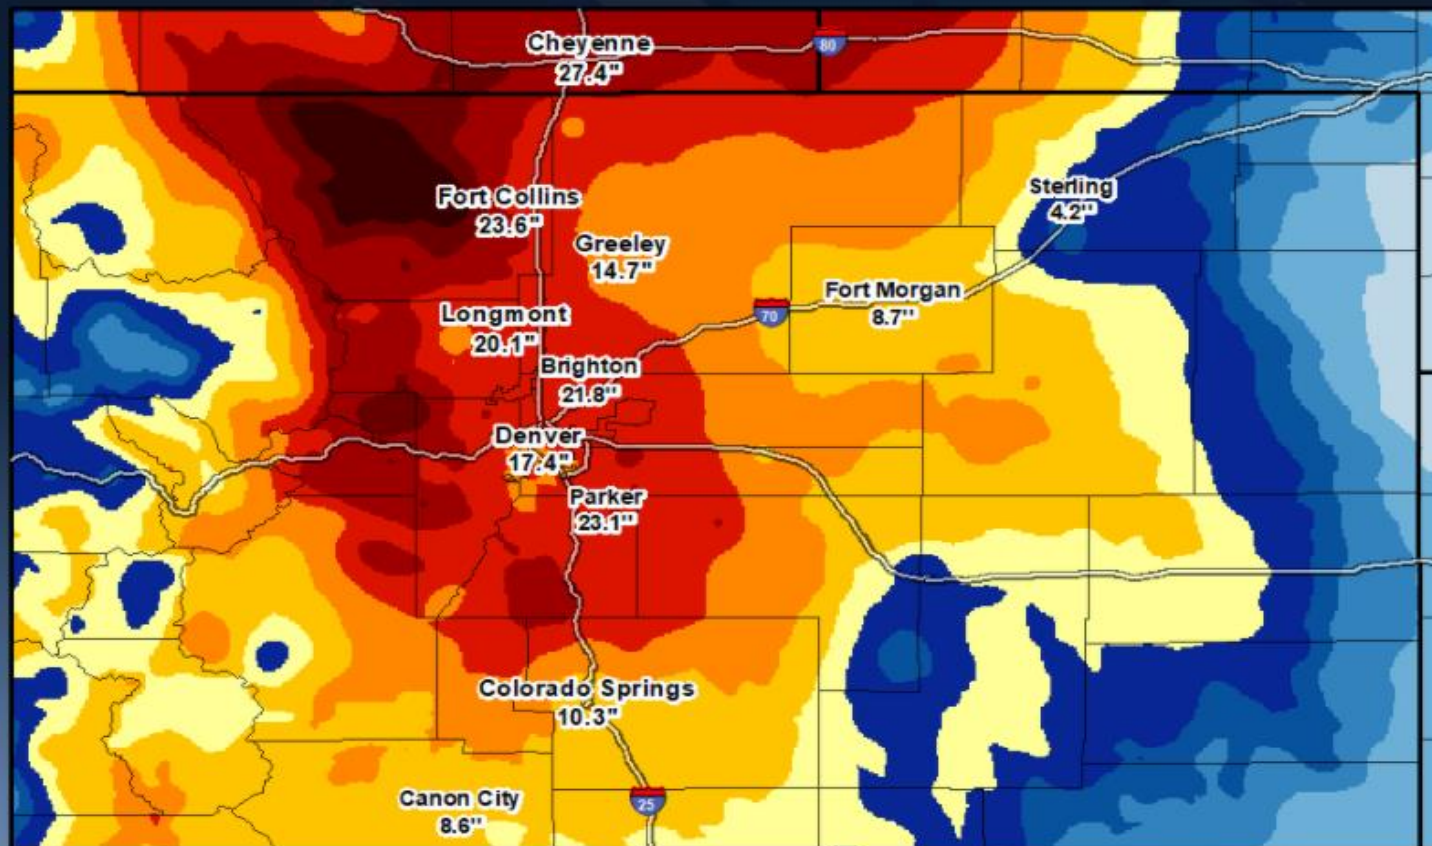 Cheyenne
27.4"
80
Fort Collins
23.6"
Sterling
4.2"
Greeley
14.7"
Longmont
20.1"
Fort Morgan
8.7"
70
Brighton
21.8"
Denver
17.4"
Parker
23.1"
Colorado Springs
10.3"
Canon City
8.6"
25